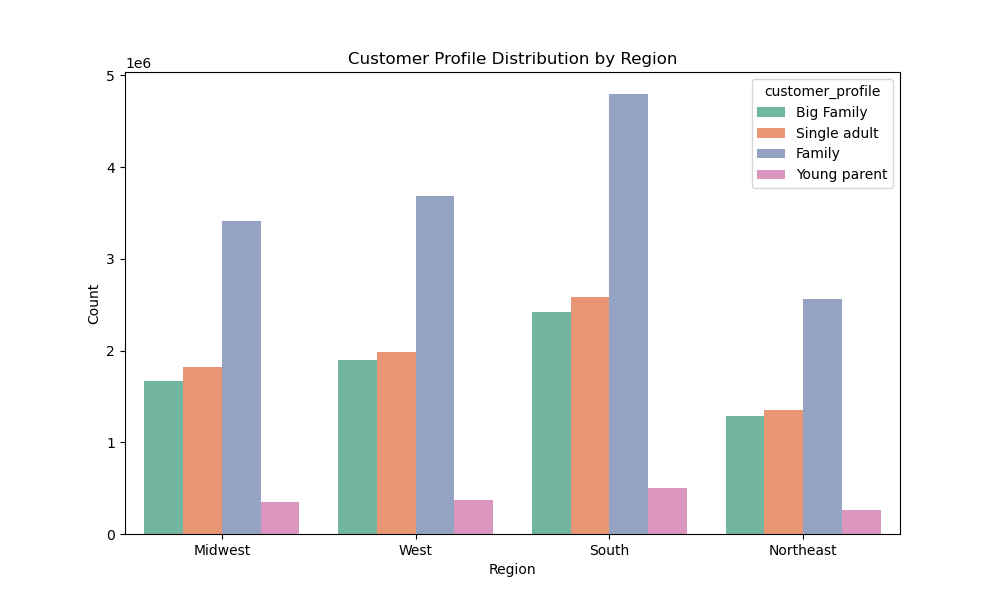 Customer Profile Distribution by Region
1e6
customer_profile
Big Family
Single adult
Family
Young parent
5
4
3
2
1
0
Count
Midwest West South Northeast
Region